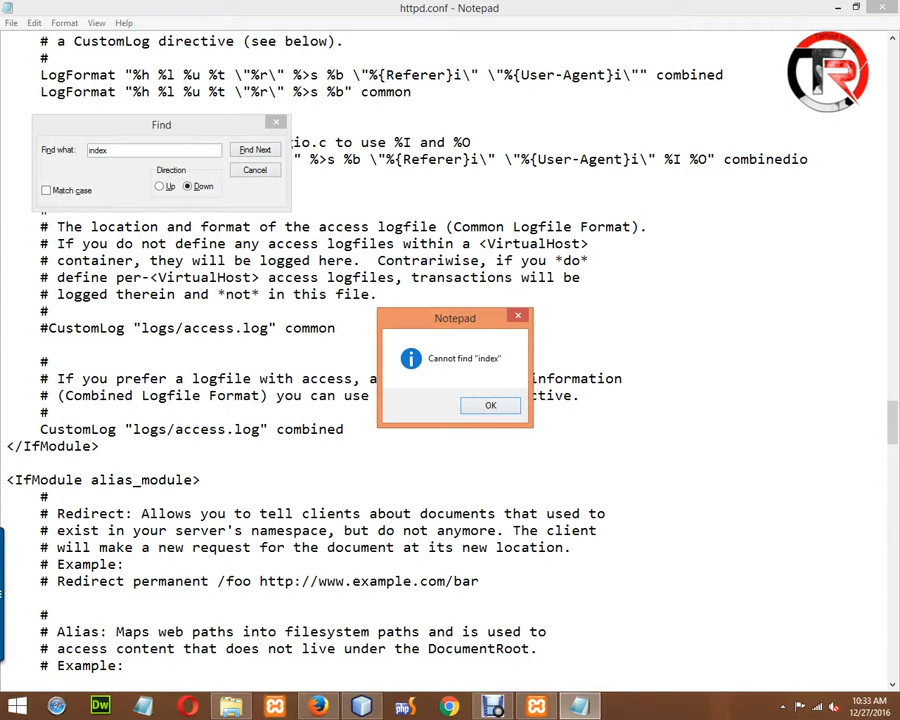 httpd.conf - Notepad
File Edit Format View Help
# a CustomLog directive (see below).
#
LogFormat "%h %l %u %t \"%r\" %>s %b \"%{Referer}i\" \"%{User-Agent}i\"" combined
LogFormat "%h %l %u %t \"%r\" %>s %b" common
Find
Find what: index Find Next
Direction Cancel
Match case Up Down
gio.c to use %I and %O
" %>s %b \"%{Referer}i\" \"%{User-Agent}i\" %I %O" combinedio
#
# The location and format of the access logfile (Common Logfile Format).
# If you do not define any access logfiles within a <VirtualHost>
# container, they will be logged here.  Contrariwise, if you *do*
# define per-<VirtualHost> access logfiles, transactions will be
# logged therein and *not* in this file.
#
#CustomLog "logs/access.log" common
Notepad
Cannot find "index"
OK
#
# If you prefer a logfile with access, a information
# (Combined Logfile Format) you can use ctive.
#
CustomLog "logs/access.log" combined
</IfModule>
<IfModule alias_module>
#
# Redirect: Allows you to tell clients about documents that used to
# exist in your server's namespace, but do not anymore. The client
# will make a new request for the document at its new location.
# Example:
# Redirect permanent /foo http://www.example.com/bar
#
# Alias: Maps web paths into filesystem paths and is used to
# access content that does not live under the DocumentRoot.
# Example:
Dw
php
10:33 AM
12/27/2016